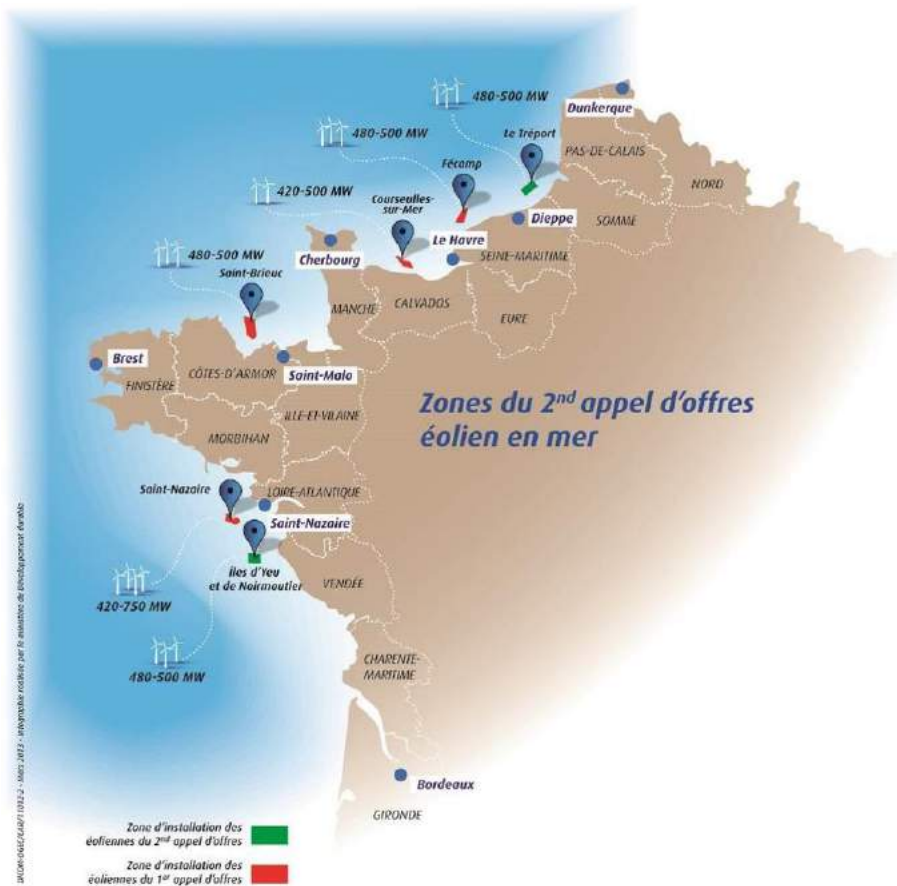 480-500 MW
Dunkerque
480-500 MW
Le Tréport
PAS-DE-CALAIS
Fécamp
NORD
420-500 MW
Courseulles-
sur-Mer
Dieppe
SOMME
Le Havre
SEINE-MARITIME
480-500 MW
Cherbourg
Saint-Brieuc
MANCHE
CALVADOS
EURE
Brest
FINISTÈRE
CÔTES-D'ARMOR
Saint-Malo
ILLE-ET-VILAINE
MORBIHAN
Zones du 2nd appel d'offres
éolien en mer
Saint-Nazaire
LOIRE-ATLANTIQUE
Saint-Nazaire
Îles d'Yeu
et de Noirmoutier
VENDÉE
420-750 MW
480-500 MW
CHARENTE-
MARITIME
Bordeaux
GIRONDE
Zone d'installation des
éoliennes du 2nd appel d'offres
Zone d'installation des
éoliennes du 1er appel d'offres